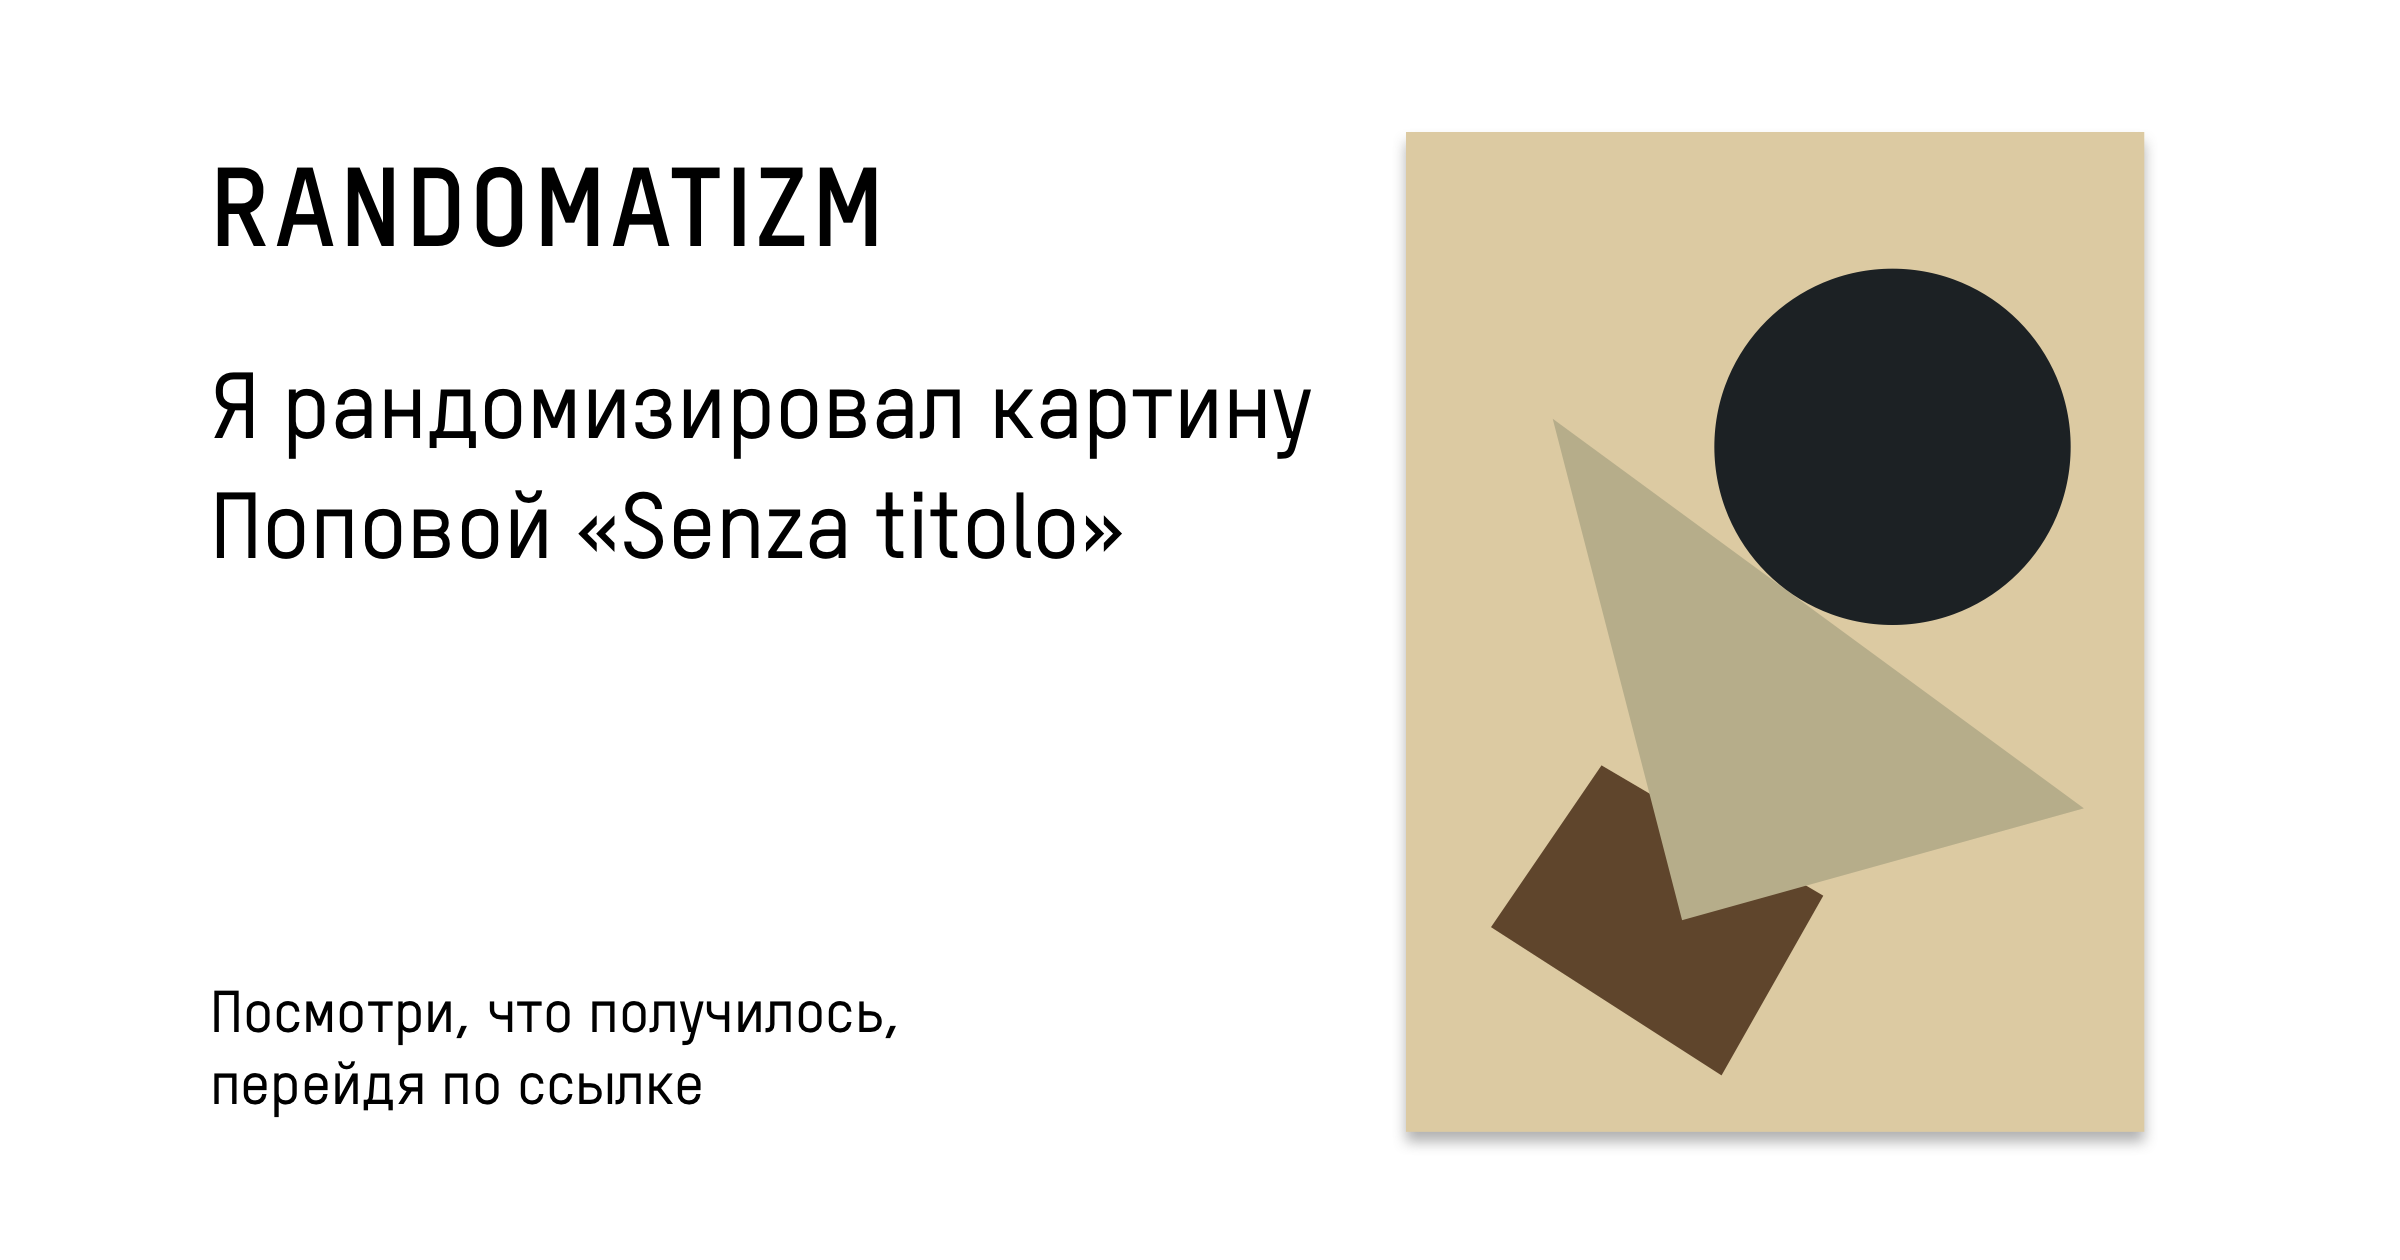 RANDOMATIZM
Я рандомизировал картину
Поповой «Senza titolo»
Посмотри, что получилось,
перейдя по ссылке